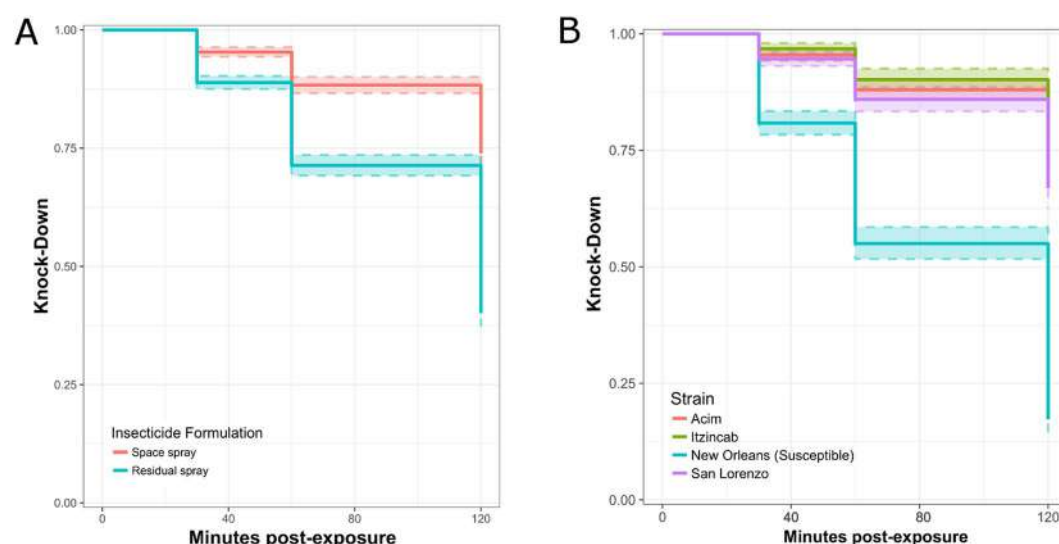 A
1.00
0.75
0.50
0.25
0.00
Knock-Down
Insecticide Formulation
Space spray
Residual spray
0
40
80
120
Minutes post-exposure
B
1.00
0.75
0.50
0.25
0.00
Knock-Down
Strain
Acim
Itzincab
New Orleans (Susceptible)
San Lorenzo
0
40
80
120
Minutes post-exposure